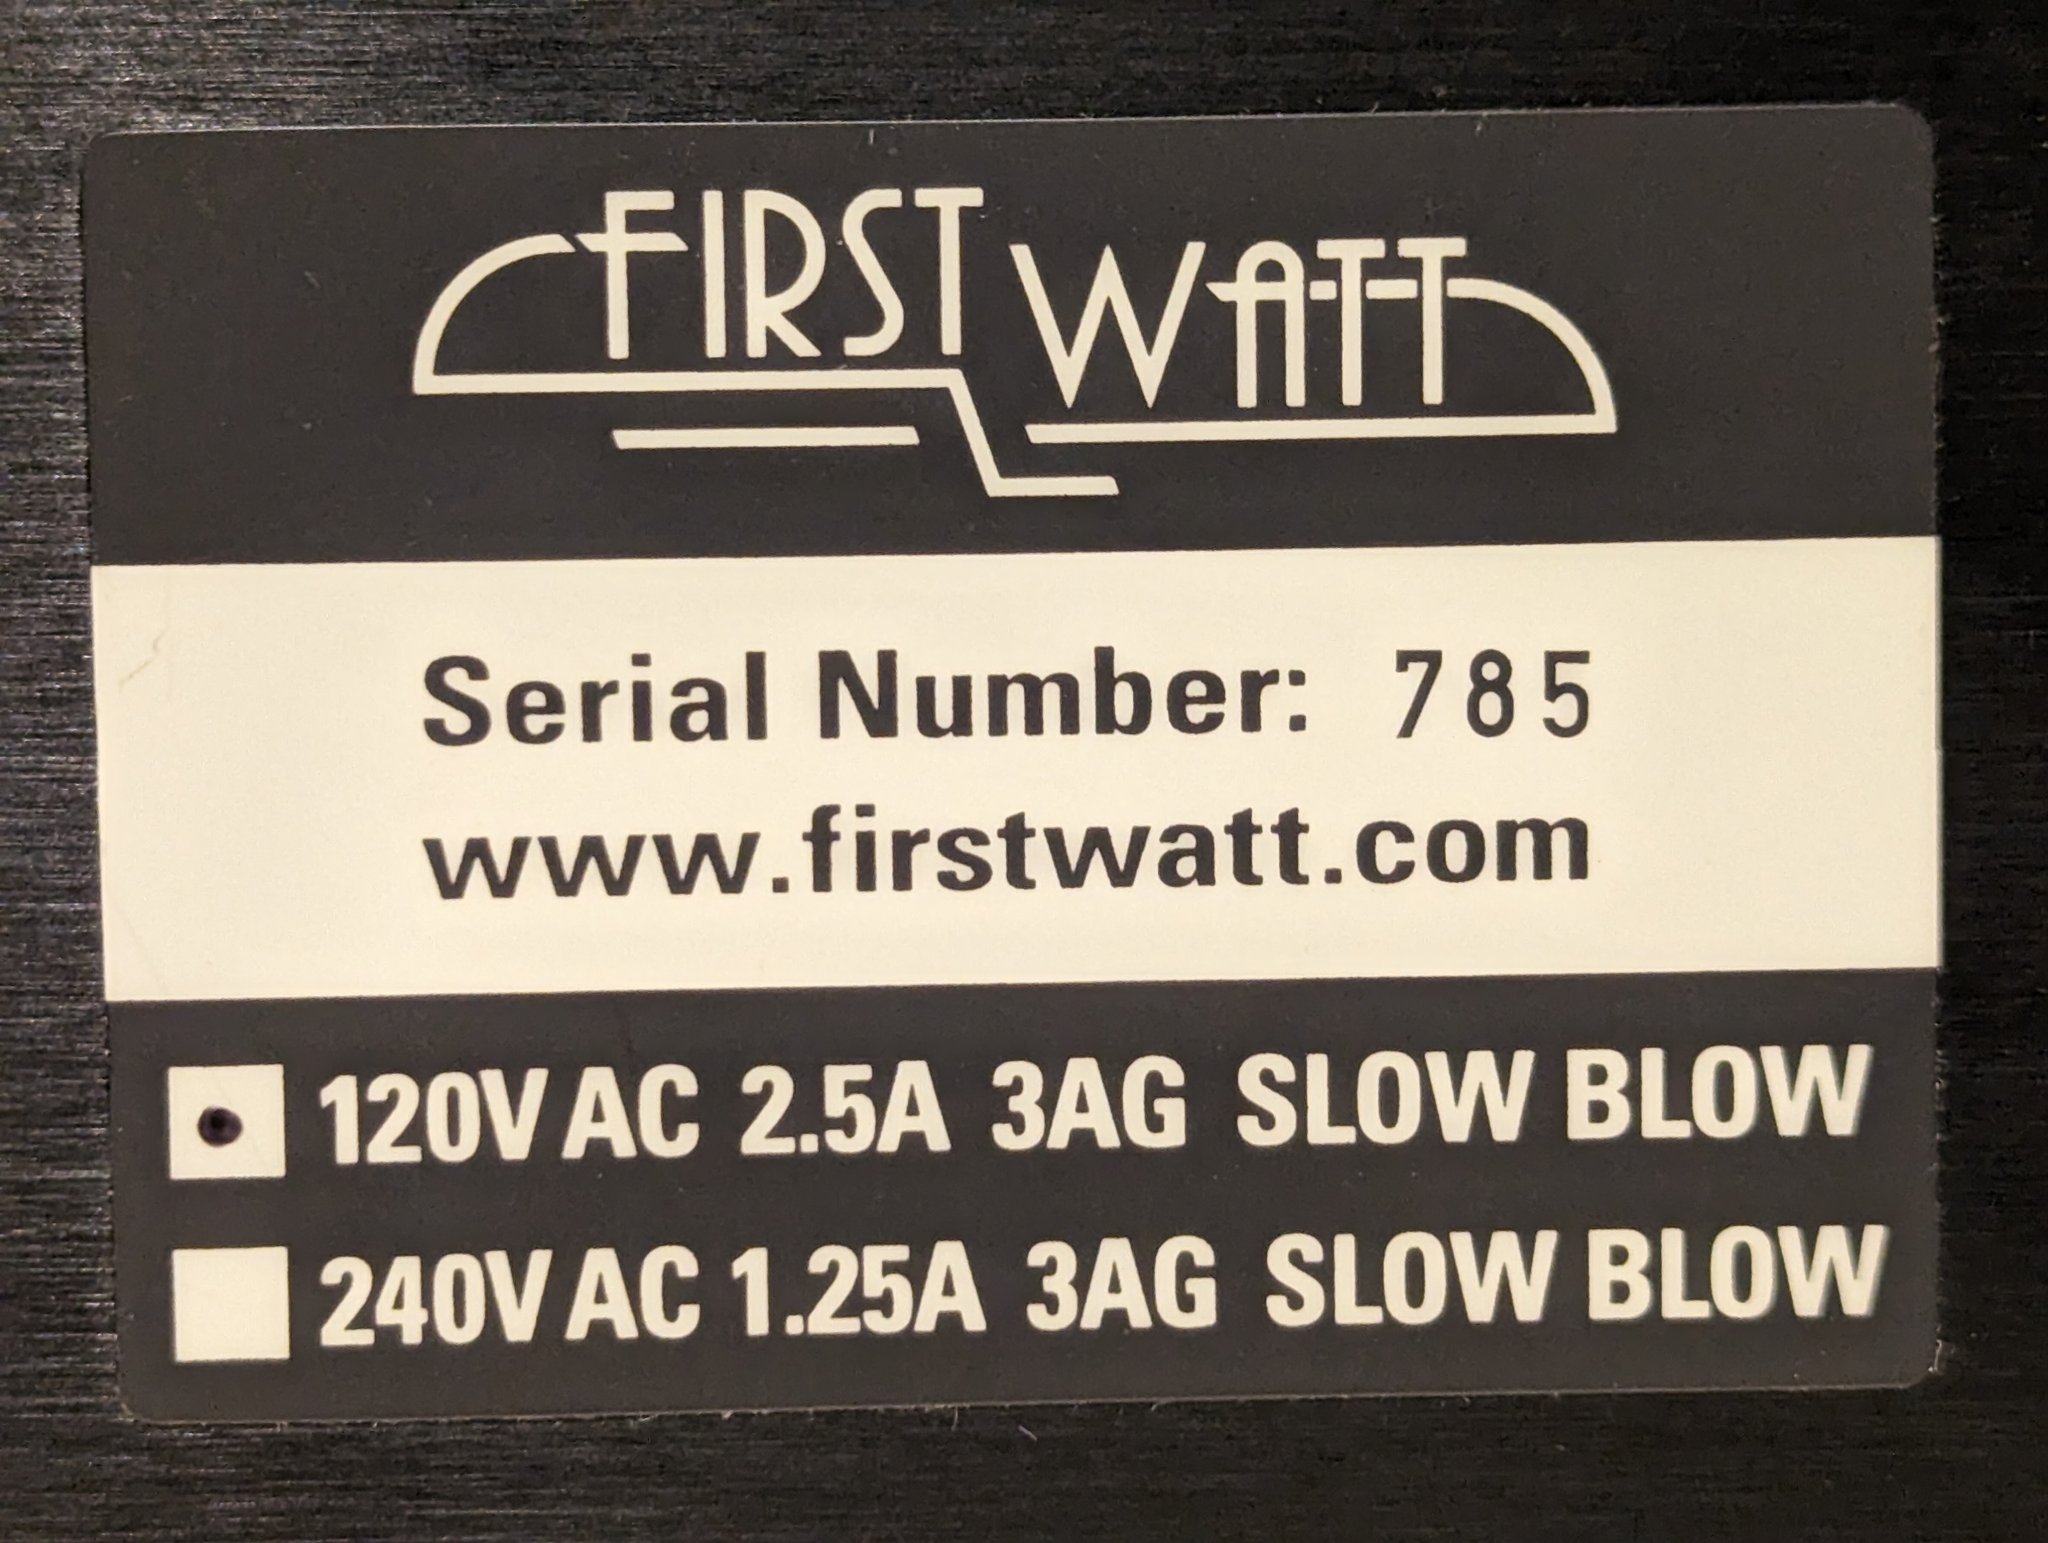 FIRST WATT
Serial Number: 785
www.firstwatt.com
120V AC 2.5A 3AG SLOW BLOW
240V AC 1.25A 3AG SLOW BLOW